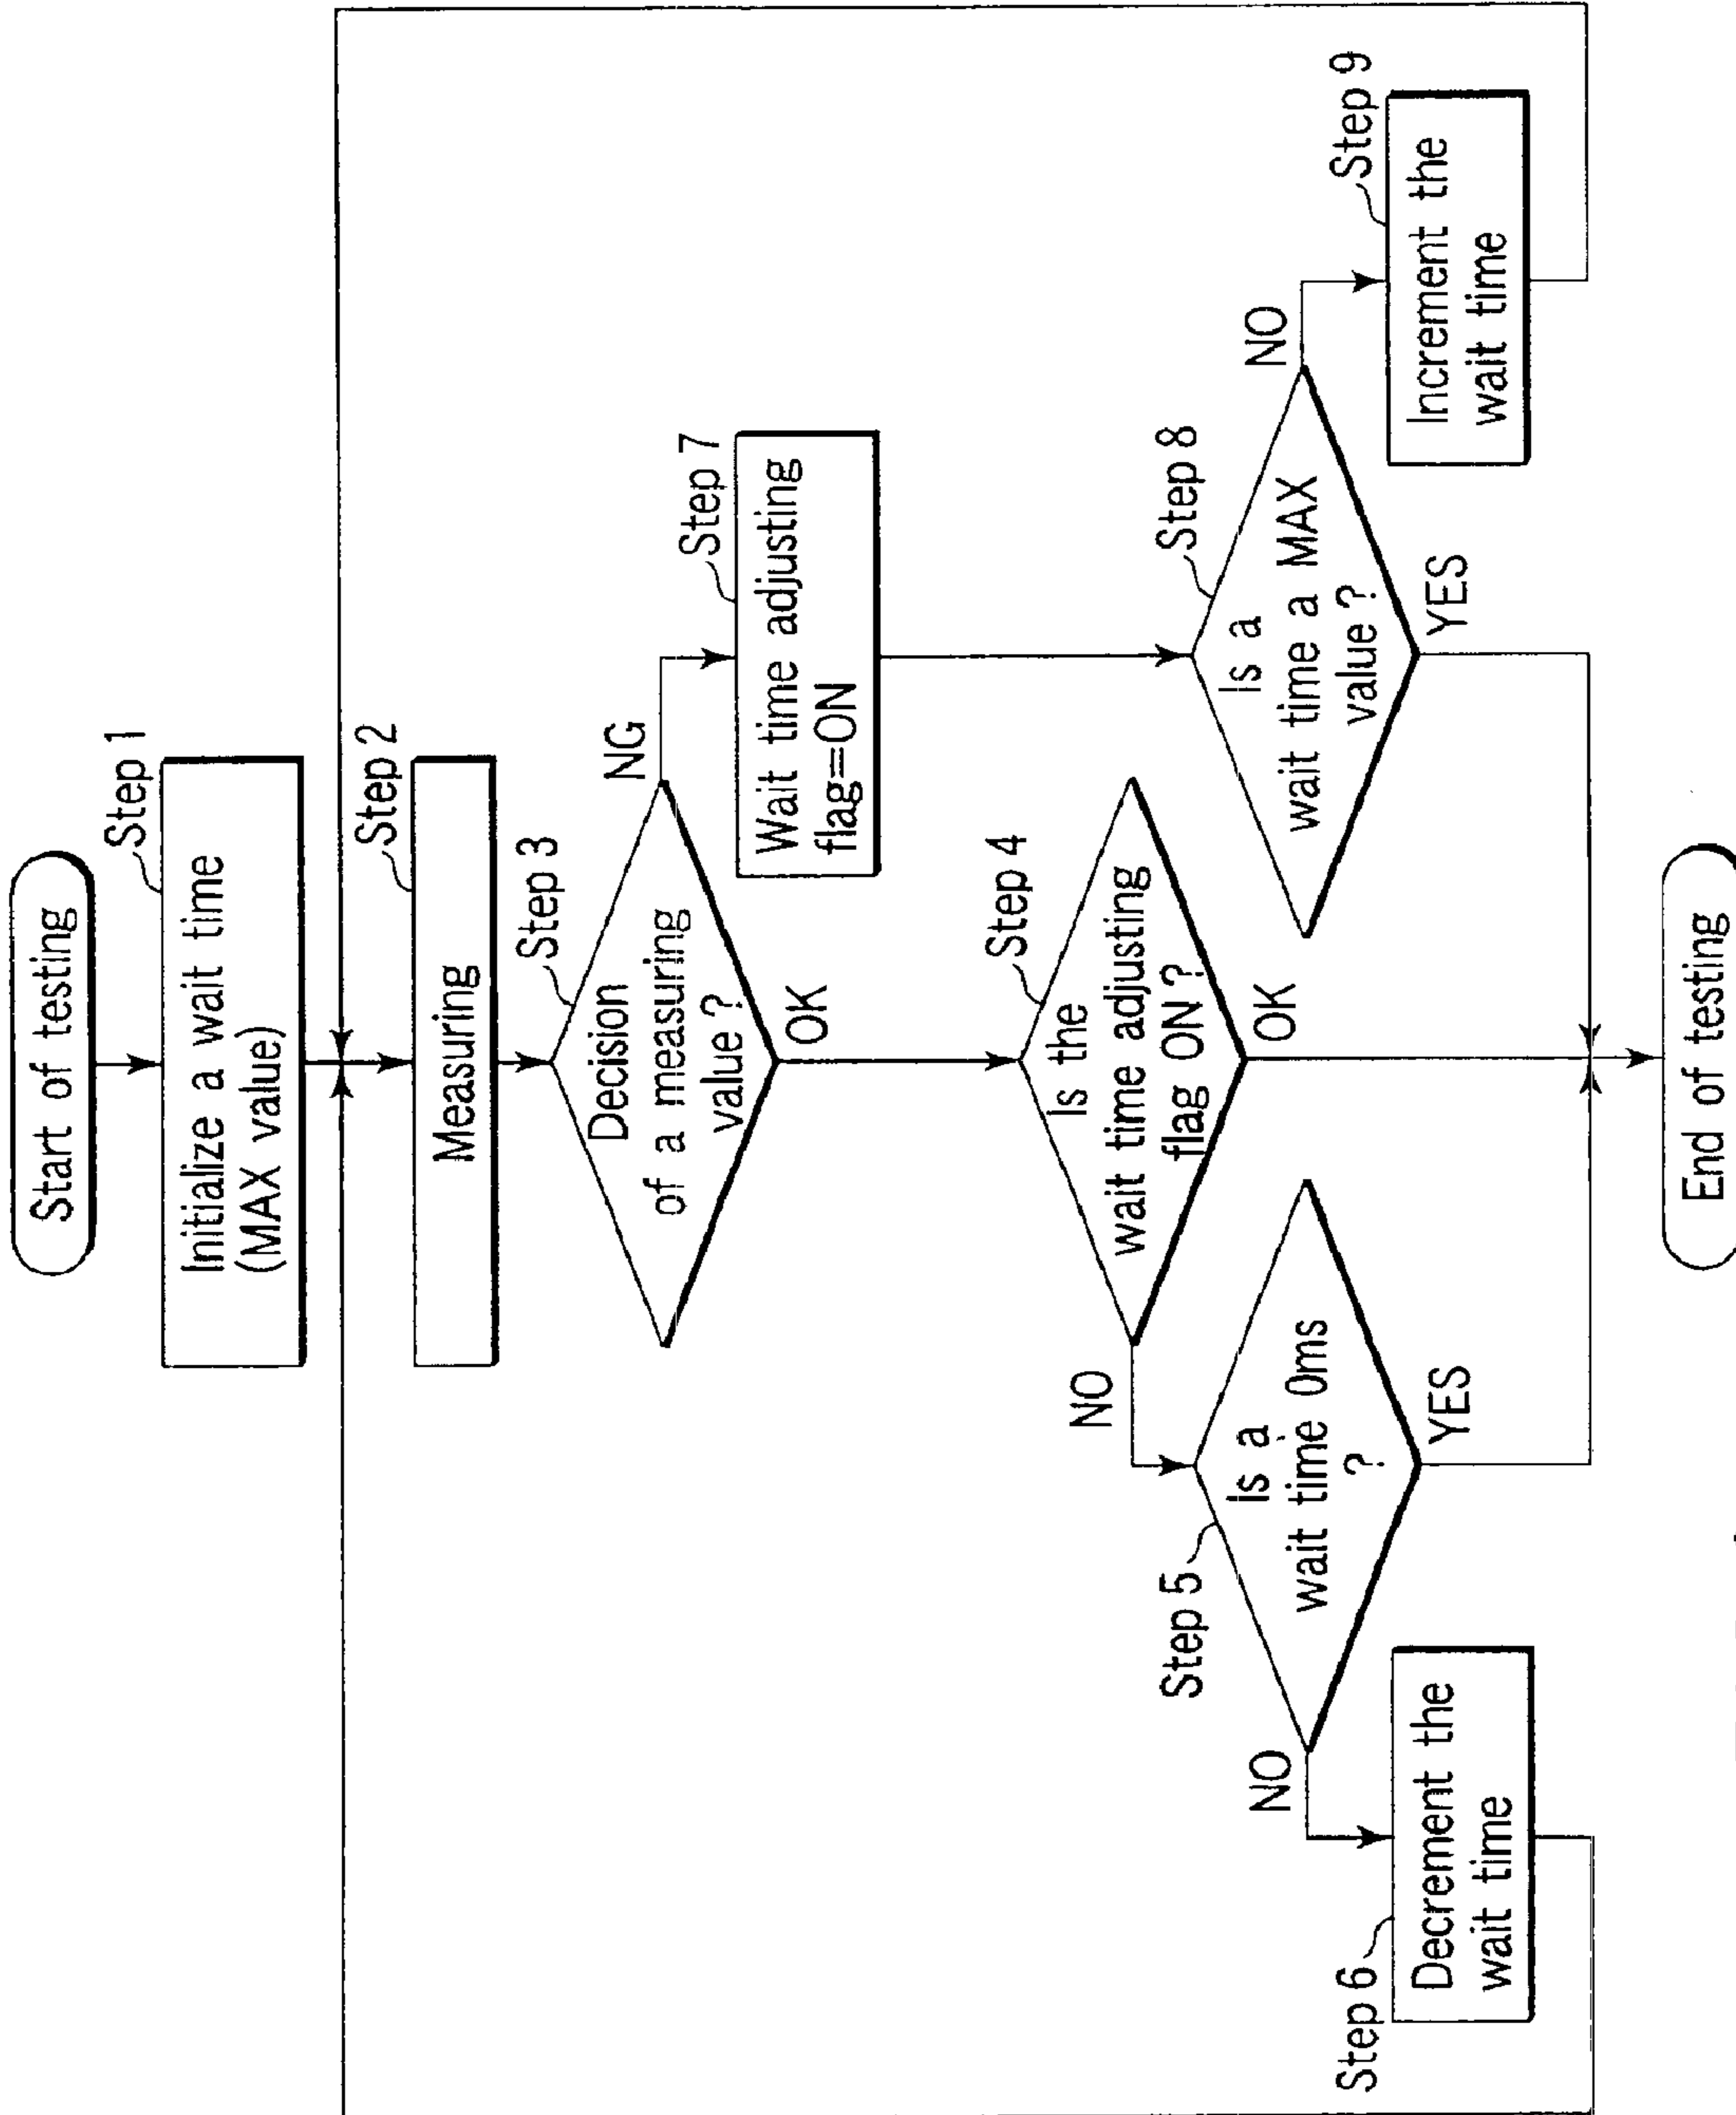 Start of testing
Step 1
Initialize a wait time
(MAX value)
Step 2
Measuring
Step 3
Decision
of a measuring
value ?
NG
OK
Step 7
Wait time adjusting
flag=ON
Step 4
Is the
wait time adjusting
flag ON ?
NO
OK
Step 5
Is a
wait time 0ms
?
NO
YES
Step 8
Is a
wait time a MAX
value ?
NO
YES
Step 6
Decrement the
wait time
Step 9
Increment the
wait time
End of testing